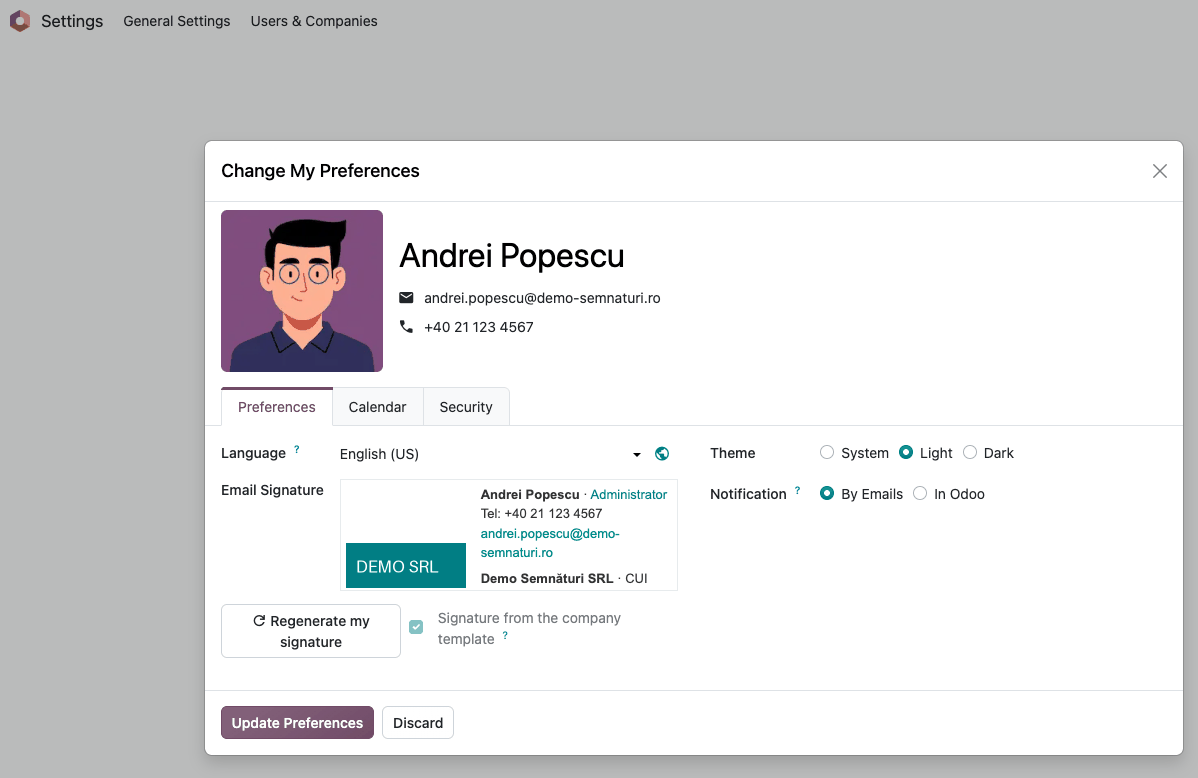 Settings General Settings Users & Companies
Change My Preferences
Andrei Popescu
andrei.popescu@demo-semnaturi.ro
+40 21 123 4567
Preferences Calendar Security
Language ? English (US)
Theme System Light Dark
Email Signature
Notification ? By Emails In Odoo
DEMO SRL
Andrei Popescu · Administrator
Tel: +40 21 123 4567
andrei.popescu@demo-
semnaturi.ro
Demo Semnături SRL · CUI
Regenerate my
signature
Signature from the company
template ?
Update Preferences Discard